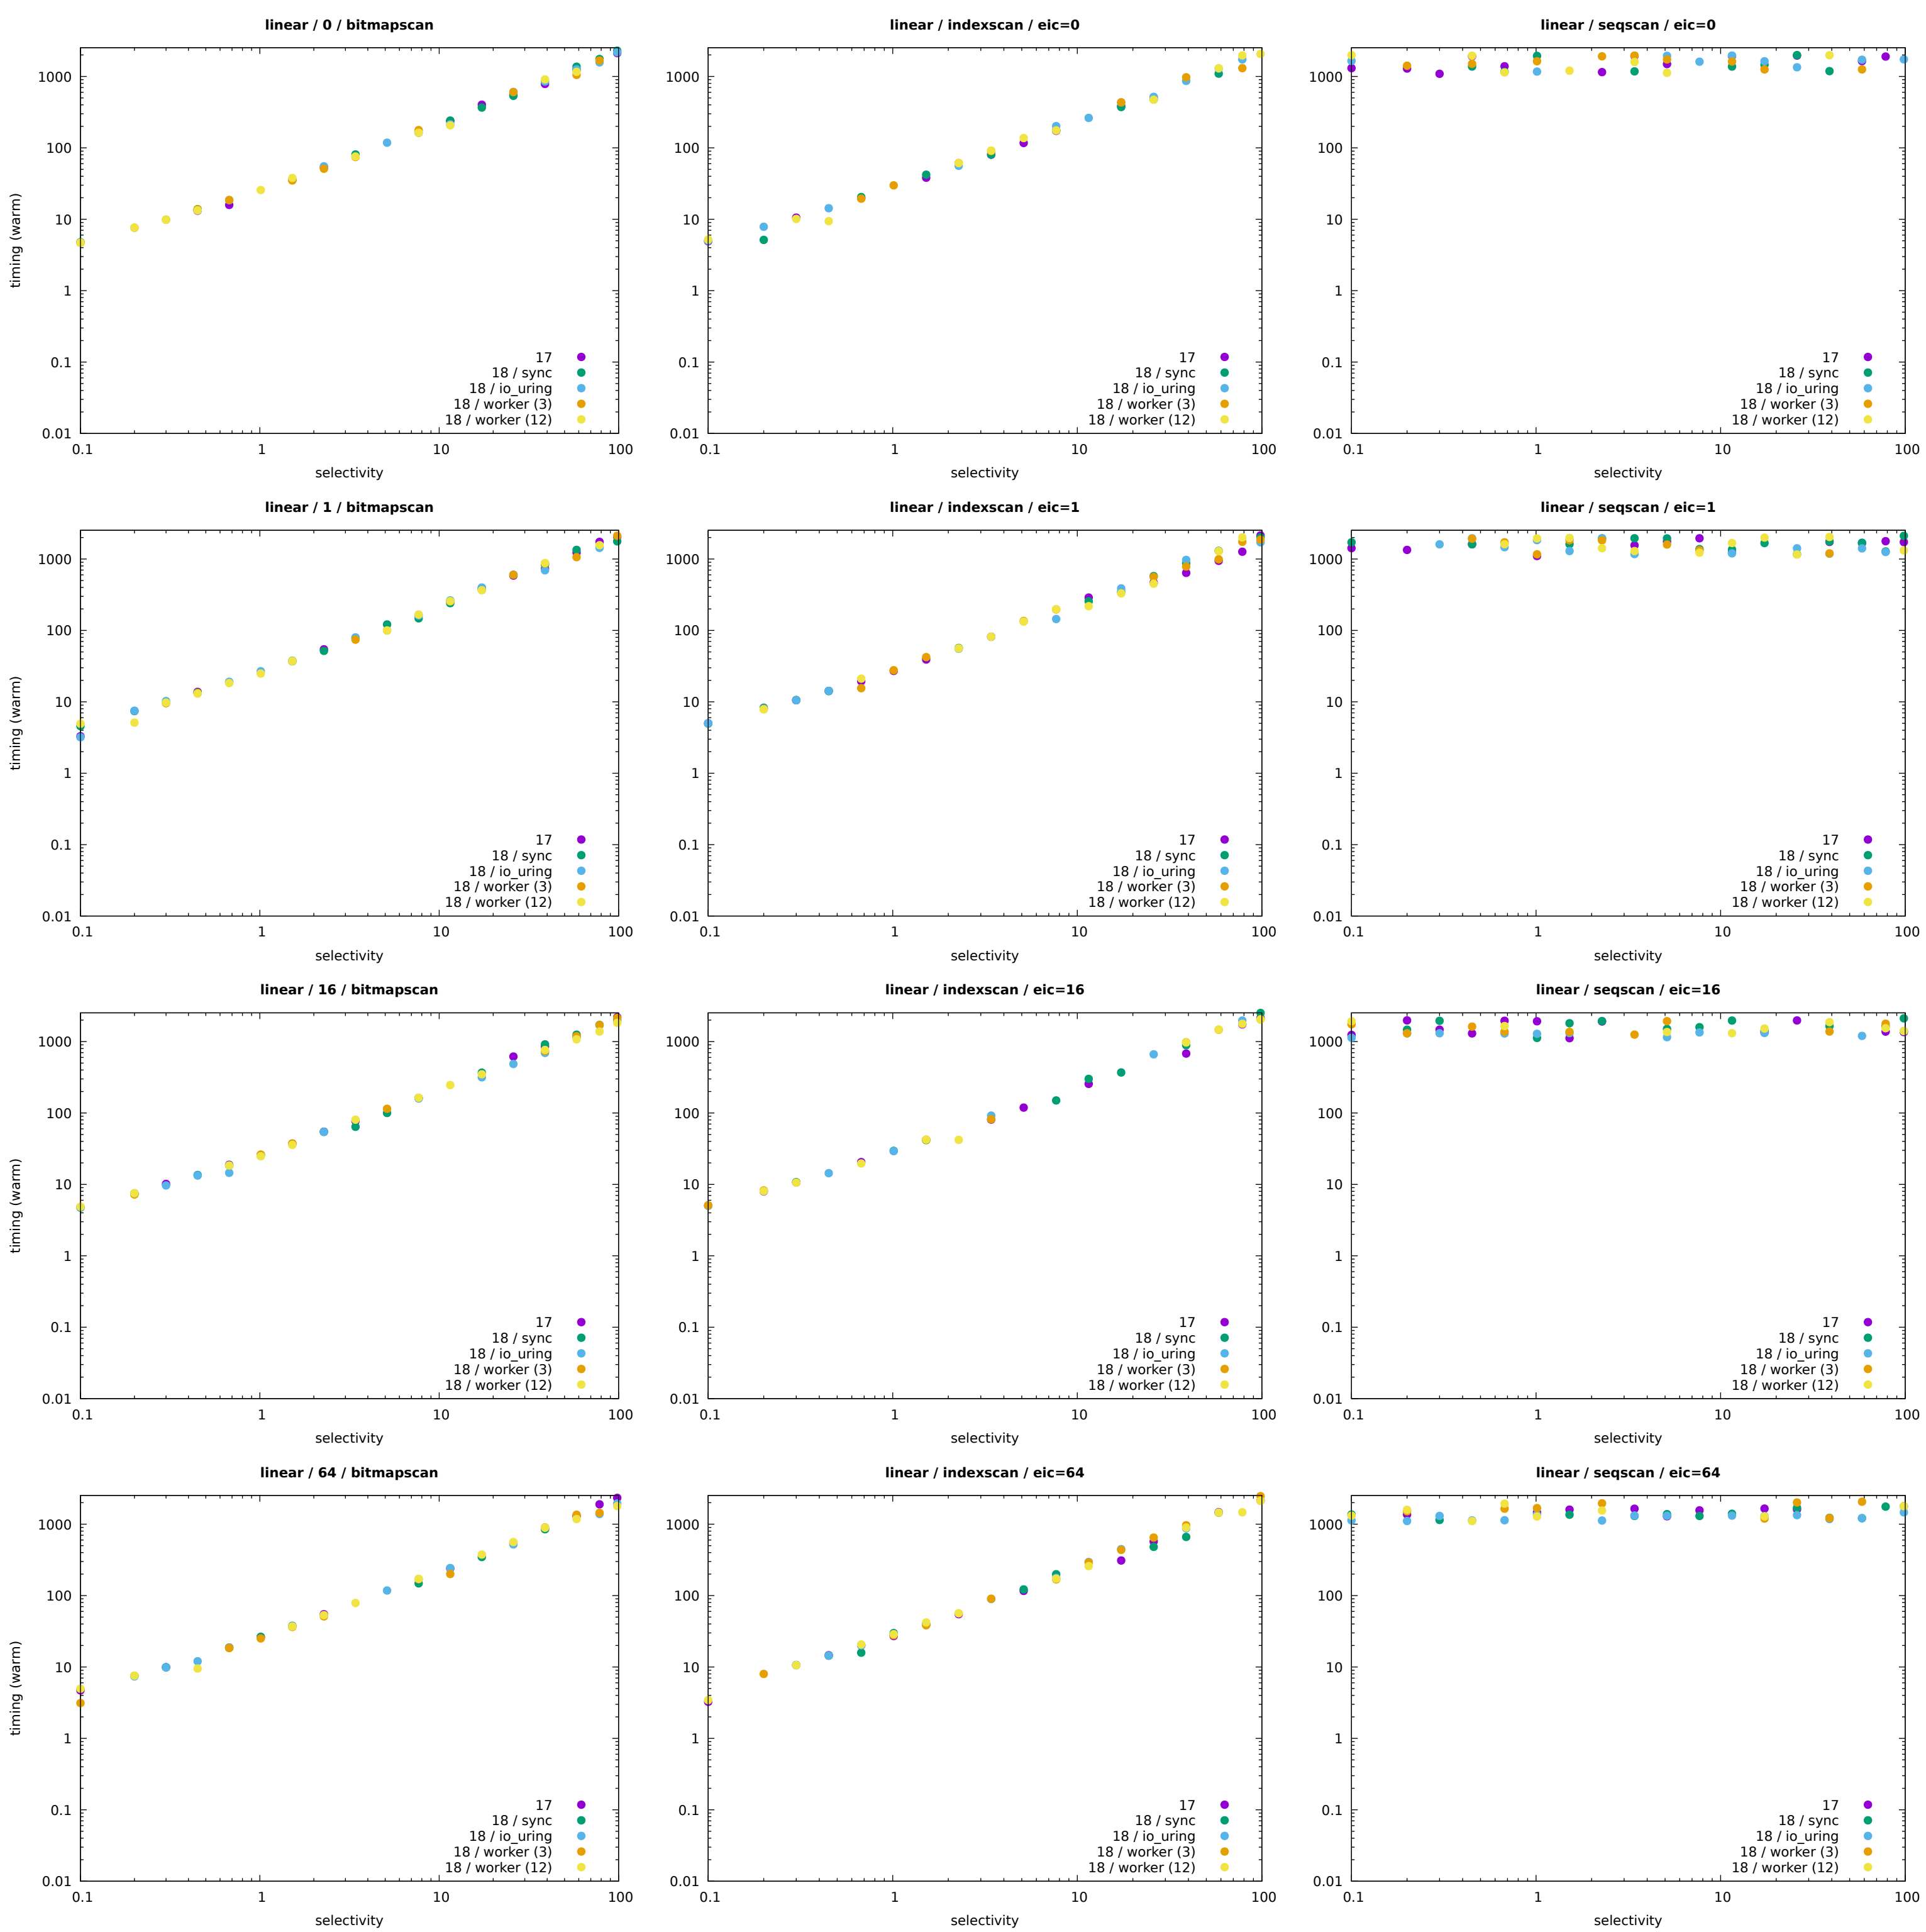 linear / 0 / bitmapscan
linear / indexscan / eic=0
linear / seqscan / eic=0
timing (warm)
1000
100
10
1
0.1
0.01
17
18 / sync
18 / io_uring
18 / worker (3)
18 / worker (12)
0.1 1 10 100
selectivity
1000
100
10
1
0.1
0.01
17
18 / sync
18 / io_uring
18 / worker (3)
18 / worker (12)
0.1 1 10 100
selectivity
1000
100
10
1
0.1
0.01
17
18 / sync
18 / io_uring
18 / worker (3)
18 / worker (12)
0.1 1 10 100
selectivity
linear / 1 / bitmapscan
linear / indexscan / eic=1
linear / seqscan / eic=1
timing (warm)
1000
100
10
1
0.1
0.01
17
18 / sync
18 / io_uring
18 / worker (3)
18 / worker (12)
0.1 1 10 100
selectivity
1000
100
10
1
0.1
0.01
17
18 / sync
18 / io_uring
18 / worker (3)
18 / worker (12)
0.1 1 10 100
selectivity
1000
100
10
1
0.1
0.01
17
18 / sync
18 / io_uring
18 / worker (3)
18 / worker (12)
0.1 1 10 100
selectivity
linear / 16 / bitmapscan
linear / indexscan / eic=16
linear / seqscan / eic=16
timing (warm)
1000
100
10
1
0.1
0.01
17
18 / sync
18 / io_uring
18 / worker (3)
18 / worker (12)
0.1 1 10 100
selectivity
1000
100
10
1
0.1
0.01
17
18 / sync
18 / io_uring
18 / worker (3)
18 / worker (12)
0.1 1 10 100
selectivity
1000
100
10
1
0.1
0.01
17
18 / sync
18 / io_uring
18 / worker (3)
18 / worker (12)
0.1 1 10 100
selectivity
linear / 64 / bitmapscan
linear / indexscan / eic=64
linear / seqscan / eic=64
timing (warm)
1000
100
10
1
0.1
0.01
17
18 / sync
18 / io_uring
18 / worker (3)
18 / worker (12)
0.1 1 10 100
selectivity
1000
100
10
1
0.1
0.01
17
18 / sync
18 / io_uring
18 / worker (3)
18 / worker (12)
0.1 1 10 100
selectivity
1000
100
10
1
0.1
0.01
17
18 / sync
18 / io_uring
18 / worker (3)
18 / worker (12)
0.1 1 10 100
selectivity